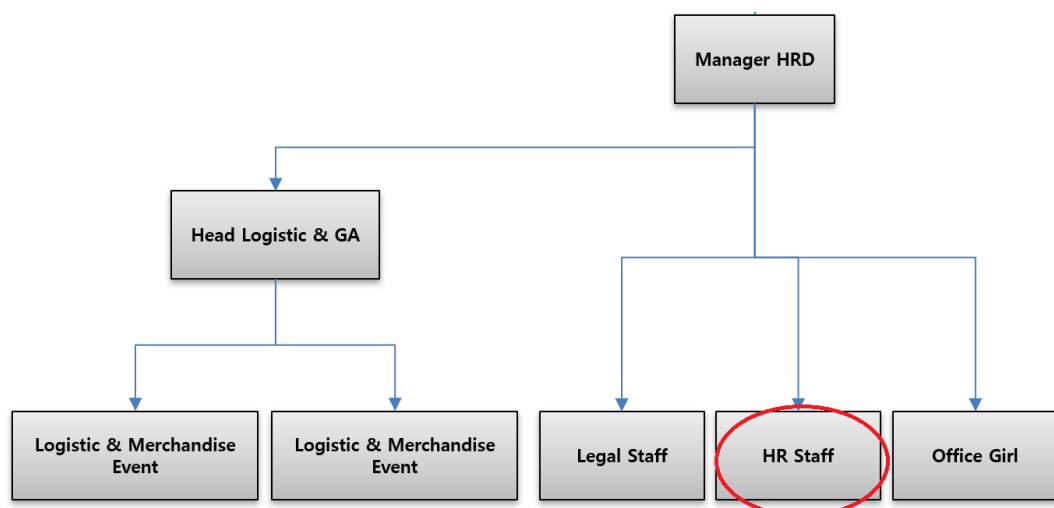 Manager HRD
Head Logistic & GA
Logistic & Merchandise
Event
Logistic & Merchandise
Event
Legal Staff
HR Staff
Office Girl